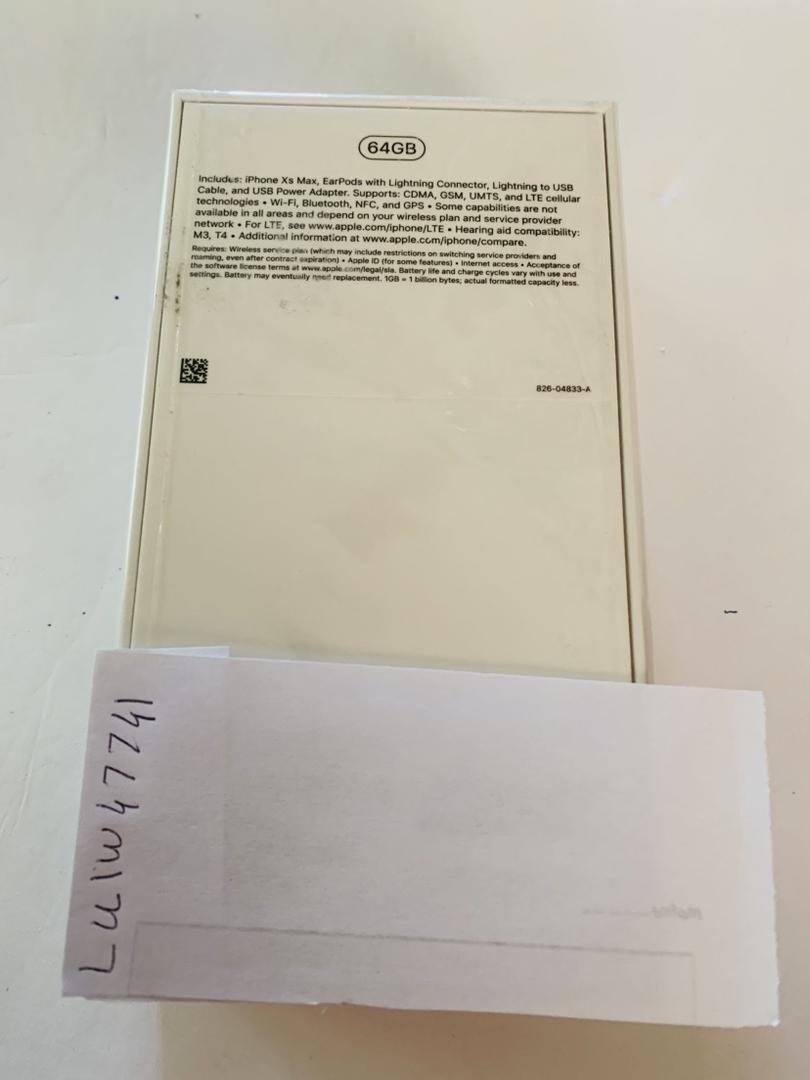 64GB
Includes: iPhone Xs Max, EarPods with Lightning Connector, Lightning to USB
Cable, and USB Power Adapter. Supports: CDMA, GSM, UMTS, and LTE cellular
technologies • Wi-Fi, Bluetooth, NFC, and GPS • Some capabilities are not
available in all areas and depend on your wireless plan and service provider
network • For LTE, see www.apple.com/iphone/LTE • Hearing aid compatibility:
M3, T4 • Additional information at www.apple.com/iphone/compare.
Requires: Wireless service plan (which may include restrictions on switching service providers and
roaming, even after contract expiration) • Apple ID (for some features) • Internet access • Acceptance of
the software license terms at www.apple.com/legal/sla. Battery life and charge cycles vary with use and
settings. Battery may eventually need replacement. 1GB = 1 billion bytes; actual formatted capacity less.
826-04833-A